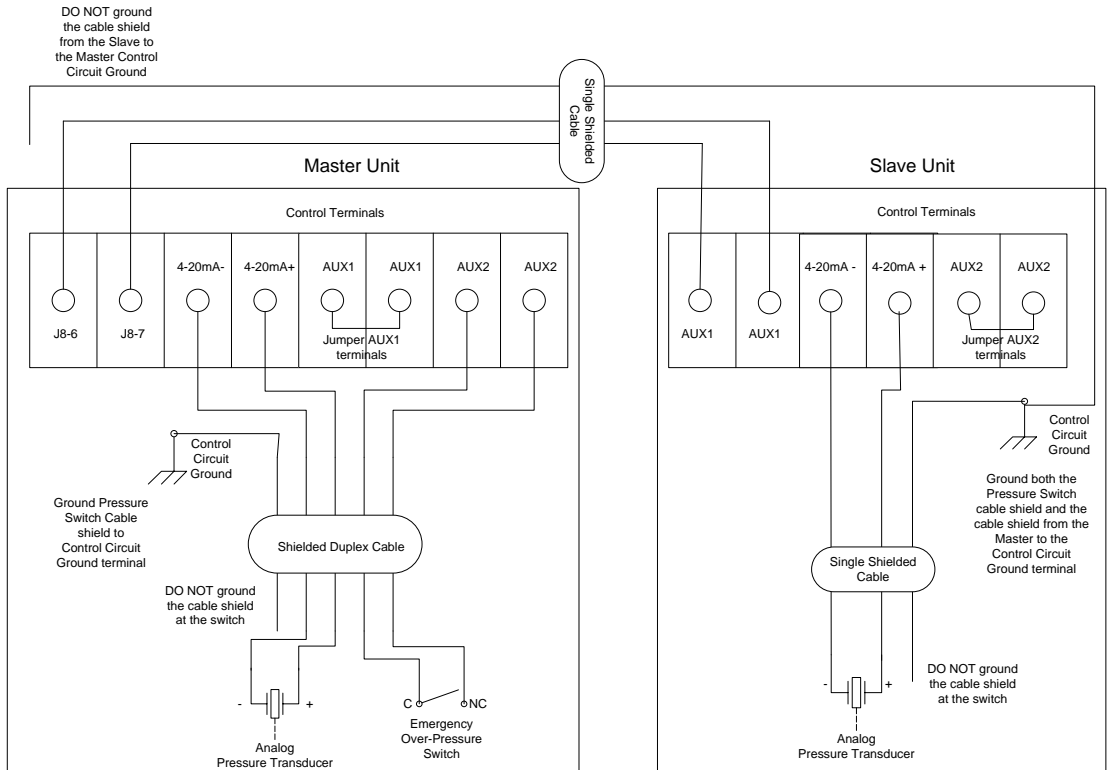 DO NOT ground
the cable shield
from the Slave to
the Master Control
Circuit Ground
Single Shielded
Cable
Master Unit
Slave Unit
Control Terminals
Control Terminals
4-20mA-
4-20mA+
AUX1
AUX1
AUX2
AUX2
J8-6
J8-7
Jumper AUX1
terminals
4-20mA -
4-20mA +
AUX2
AUX2
AUX1
AUX1
Jumper AUX2
terminals
Control
Circuit
Ground
Ground Pressure
Switch Cable
shield to
Control Circuit
Ground terminal
Shielded Duplex Cable
DO NOT ground
the cable shield
at the switch
-
+
Analog
Pressure Transducer
C
NC
Emergency
Over-Pressure
Switch
Control
Circuit
Ground
Ground both the
Pressure Switch
cable shield and the
cable shield from the
Master to the
Control Circuit
Ground terminal
Single Shielded
Cable
-
+
DO NOT ground
the cable shield
at the switch
Analog
Pressure Transducer